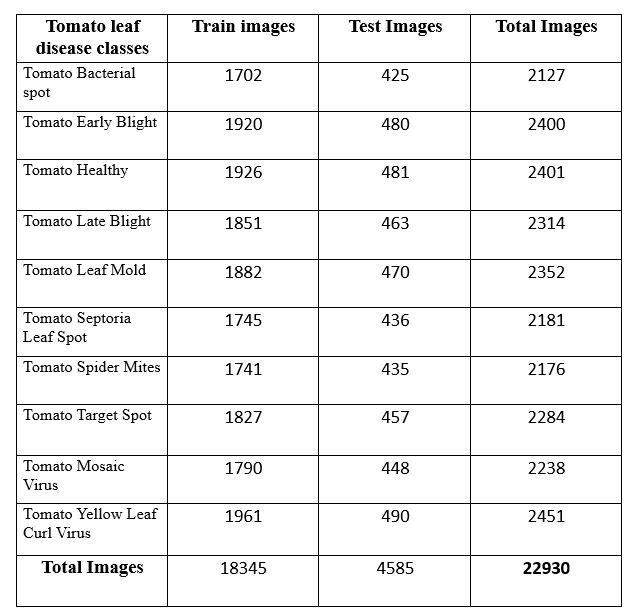 Tomato leaf Train images Test Images Total Images
disease classes
Tomato Bacterial 1702 425 2127
spot
Tomato Early Blight 1920 480 2400
Tomato Healthy 1926 481 2401
Tomato Late Blight 1851 463 2314
Tomato Leaf Mold 1882 470 2352
Tomato Septoria 1745 436 2181
Leaf Spot
Tomato Spider Mites 1741 435 2176
Tomato Target Spot 1827 457 2284
Tomato Mosaic 1790 448 2238
Virus
Tomato Yellow Leaf 1961 490 2451
Curl Virus
Total Images 18345 4585 22930